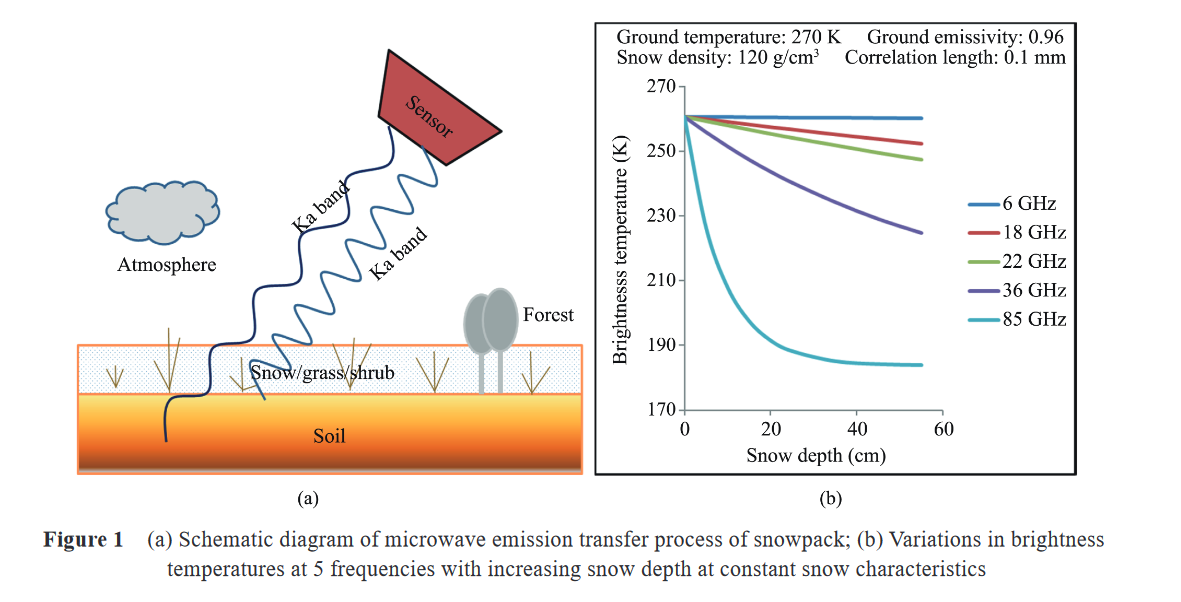 Sensor
Ka band
Ka band
Atmosphere
Forest
Snow/grass/shrub
Soil
(a)
Ground temperature: 270 K Ground emissivity: 0.96
Snow density: 120 g/cm³ Correlation length: 0.1 mm
Brightnesss temperature (K)
270
250
230
210
190
170
0 20 40 60
Snow depth (cm)
6 GHz
18 GHz
22 GHz
36 GHz
85 GHz
(b)
Figure 1 (a) Schematic diagram of microwave emission transfer process of snowpack; (b) Variations in brightness
temperatures at 5 frequencies with increasing snow depth at constant snow characteristics